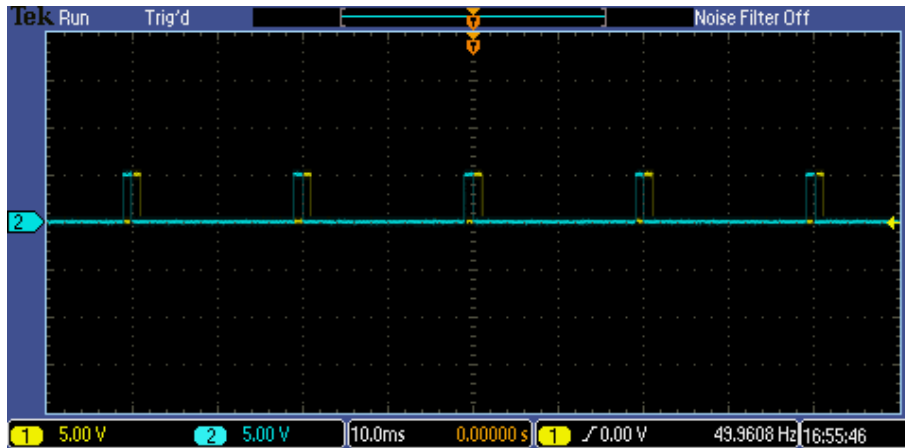 Tek Run Trig'd Noise Filter Off
T
T
2
1 5.00 V 2 5.00 V 10.0ms 0.00000 s 1 / 0.00 V 49.9608 Hz 16:55:46